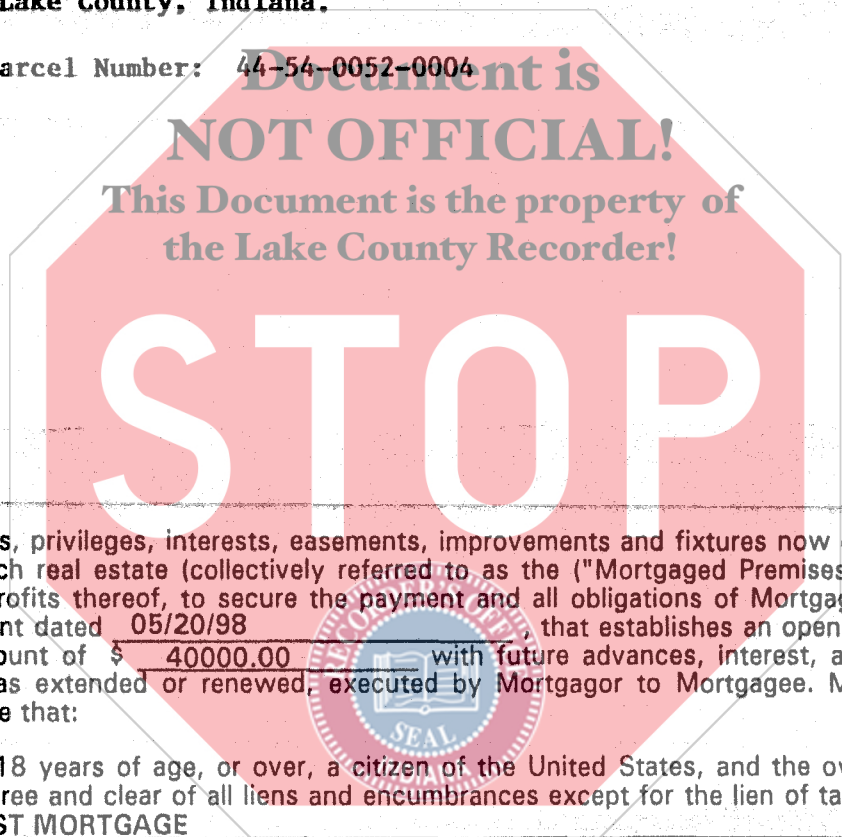 Lake County, Indiana.
arcel Number: 44-54-0052-0004
Document is
NOT OFFICIAL!
This Document is the property of
the Lake County Recorder!
STOP
s, privileges, interests, easements, improvements and fixtures now
ch real estate (collectively referred to as the ("Mortgaged Premises
rofits thereof, to secure the payment and all obligations of Mortgag
nt dated 05/20/98, that establishes an open
ount of $ 40000.00 with future advances, interest, a
as extended or renewed, executed by Mortgagor to Mortgagee. M
e that:
18 years of age, or over, a citizen of the United States, and the ov
ree and clear of all liens and encumbrances except for the lien of ta
ST MORTGAGE
SEAL